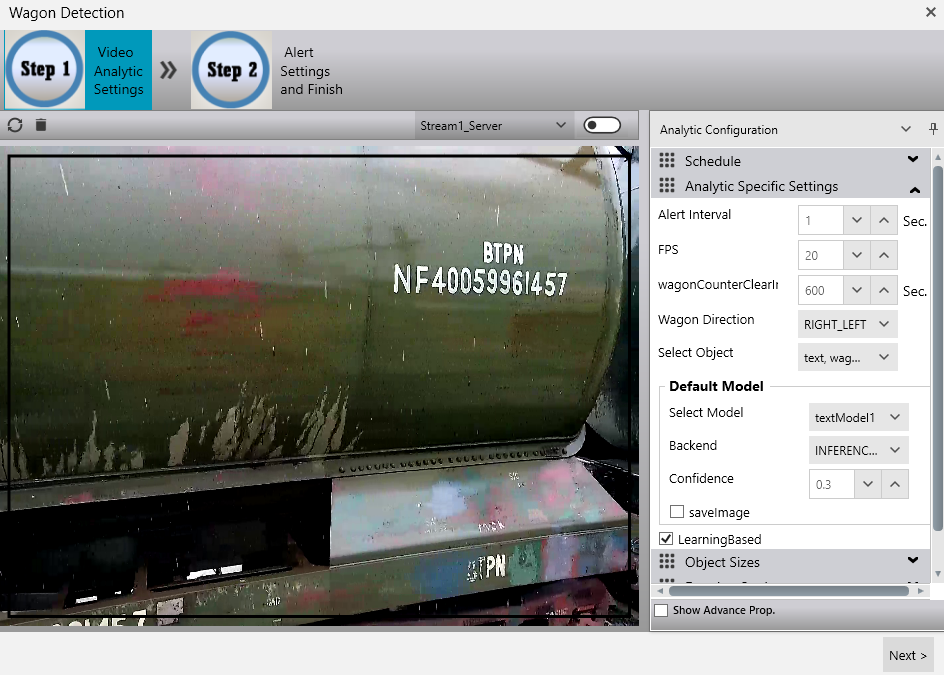 Wagon Detection
Step 1
Video
Analytic
Settings
Step 2
Alert
Settings
and Finish
Stream1_Server
BTPN
NF40059961457
BTPN
Analytic Configuration
Schedule
Analytic Specific Settings
Alert Interval
1
Sec.
FPS
20
wagonCounterClearIr
600
Sec.
Wagon Direction
RIGHT_LEFT
Select Object
text, wag...
Default Model
Select Model
textModel1
Backend
INFERENC...
Confidence
0.3
saveImage
LearningBased
Object Sizes
Show Advance Prop.
Next >